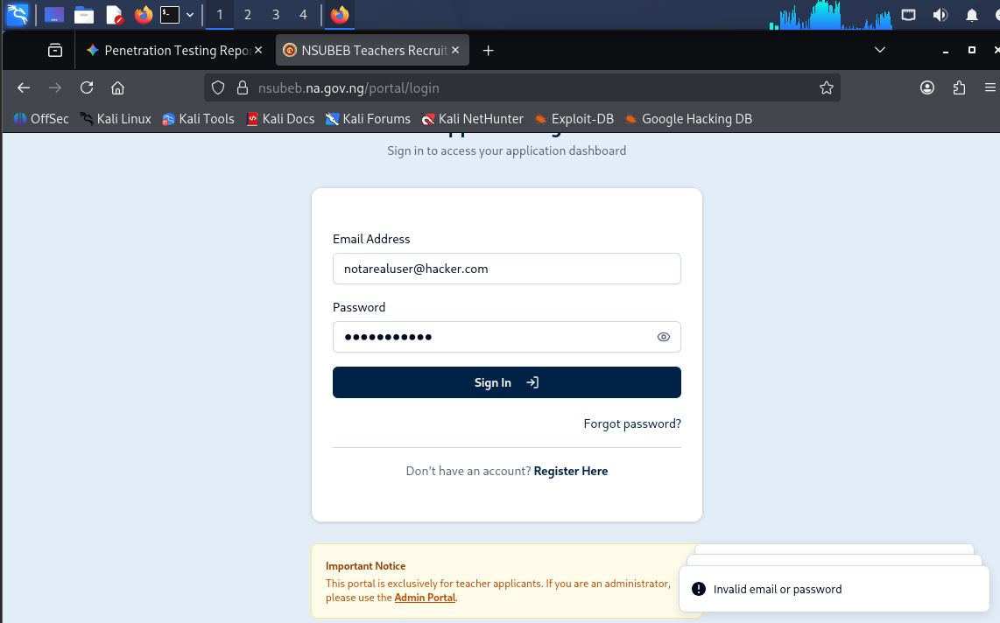 1 2 3 4
Penetration Testing Repo
NSUBEB Teachers Recruit
nsubeb.na.gov.ng/portal/login
OffSec Kali Linux Kali Tools Kali Docs Kali Forums Kali NetHunter Exploit-DB Google Hacking DB
Sign in to access your application dashboard
Email Address
notarealuser@hacker.com
Password
Sign In
Forgot password?
Don't have an account? Register Here
Important Notice
This portal is exclusively for teacher applicants. If you are an administrator,
please use the Admin Portal.
Invalid email or password